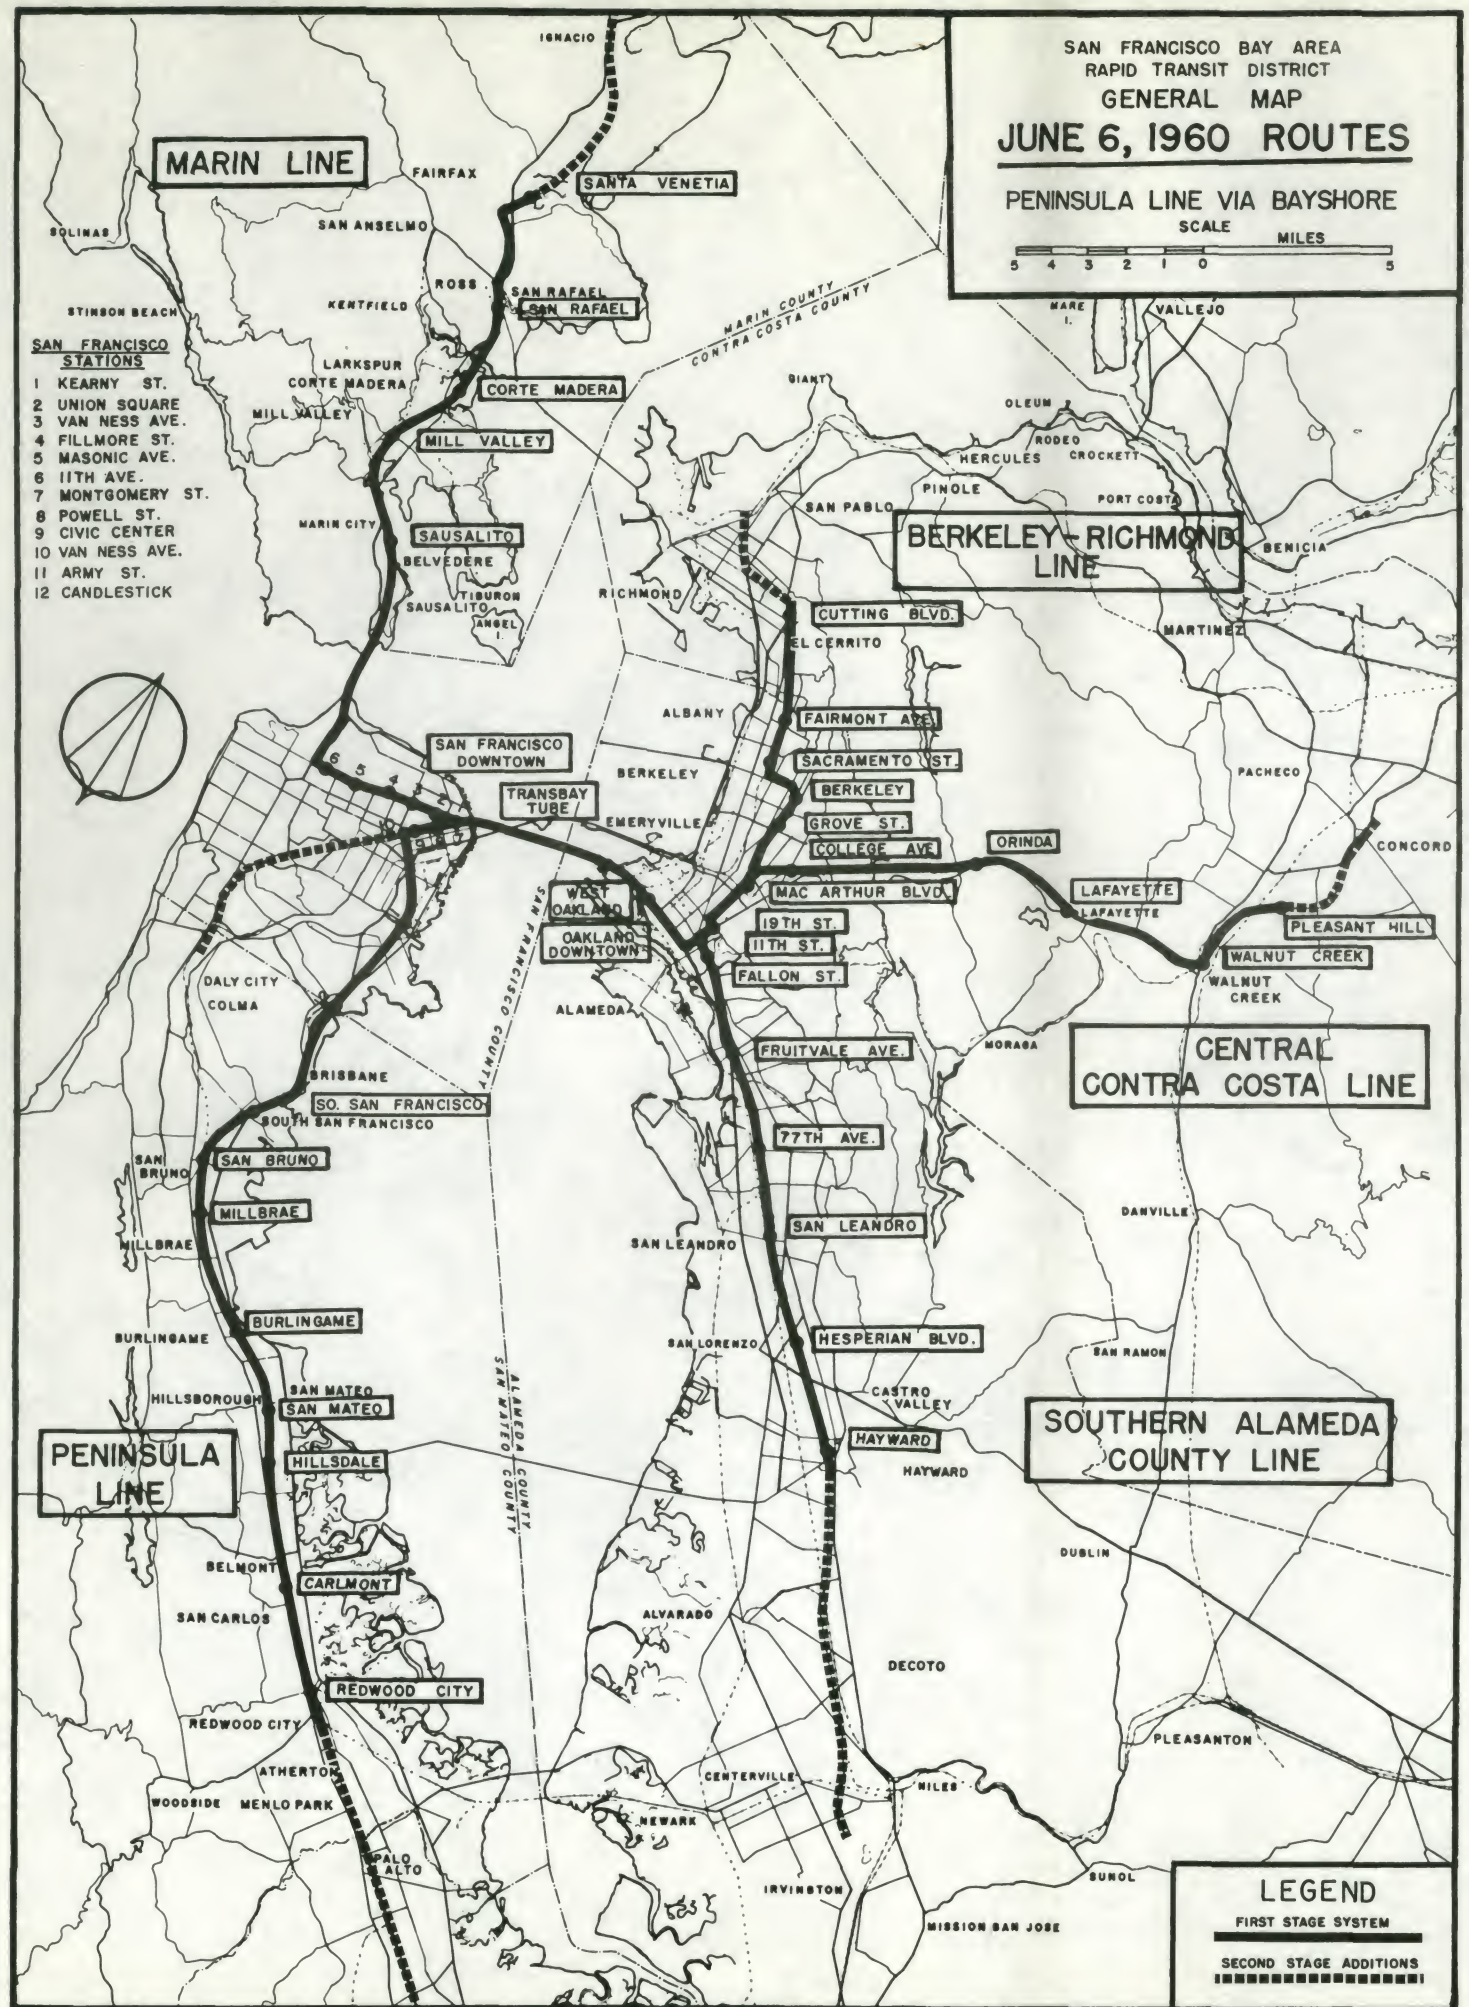 SAN FRANCISCO BAY AREA
RAPID TRANSIT DISTRICT
GENERAL MAP
JUNE 6, 1960 ROUTES
PENINSULA LINE VIA BAYSHORE
SCALE
MILES
5 4 3 2 1 0 5
IGNACIO
MARIN LINE
FAIRFAX
SANTA VENETIA
SAN ANSELMO
SOLINAS
ROSS
SAN RAFAEL
SAN RAFAEL
KENTFIELD
STINSON BEACH
MARIN COUNTY
CONTRA COSTA COUNTY
MARE
I.
VALLEJO
SAN FRANCISCO
STATIONS
1 KEARNY ST.
2 UNION SQUARE
3 VAN NESS AVE.
4 FILLMORE ST.
5 MASONIC AVE.
6 11TH AVE.
7 MONTGOMERY ST.
8 POWELL ST.
9 CIVIC CENTER
10 VAN NESS AVE.
11 ARMY ST.
12 CANDLESTICK
LARKSPUR
CORTE MADERA
CORTE MADERA
MILL VALLEY
MILL VALLEY
GIANT
OLEUM
RODEO
HERCULES
CROCKETT
PINOLE
PORT COSTA
SAN PABLO
MARIN CITY
SAUSALITO
BELVEDERE
TIBURON
SAUSALITO
ANGEL
I.
BERKELEY-RICHMOND
LINE
BENICIA
RICHMOND
CUTTING BLVD.
EL CERRITO
MARTINEZ
ALBANY
FAIRMONT AVE.
SAN FRANCISCO
DOWNTOWN
SACRAMENTO ST.
BERKELEY
PACHECO
BERKELEY
TRANSBAY
TUBE
EMERYVILLE
GROVE ST.
COLLEGE AVE.
ORINDA
CONCORD
6 5 4 3 2 1
10 9 8 7
WEST
OAKLAND
MAC ARTHUR BLVD.
LAFAYETTE
LAFAYETTE
OAKLAND
DOWNTOWN
19TH ST.
11TH ST.
FALLON ST.
PLEASANT HILL
WALNUT CREEK
WALNUT
CREEK
SAN FRANCISCO COUNTY
DALY CITY
COLMA
ALAMEDA
MORAGA
FRUITVALE AVE.
CENTRAL
CONTRA COSTA LINE
BRISBANE
SO. SAN FRANCISCO
SOUTH SAN FRANCISCO
77TH AVE.
SAN
BRUNO
SAN BRUNO
MILLBRAE
MILLBRAE
SAN LEANDRO
SAN LEANDRO
DANVILLE
BURLINGAME
BURLINGAME
SAN LORENZO
HESPERIAN BLVD.
SAN RAMON
ALAMEDA COUNTY
SAN MATEO COUNTY
HILLSBOROUGH
SAN MATEO
SAN MATEO
CASTRO
VALLEY
SOUTHERN ALAMEDA
COUNTY LINE
PENINSULA
LINE
HILLSDALE
HAYWARD
HAYWARD
DUBLIN
BELMONT
CARLMONT
SAN CARLOS
ALVARADO
DECOTO
REDWOOD CITY
REDWOOD CITY
PLEASANTON
ATHERTON
CENTERVILLE
NILES
WOODSIDE
MENLO PARK
NEWARK
PALO
ALTO
IRVINGTON
SUNOL
MISSION SAN JOSE
LEGEND
FIRST STAGE SYSTEM
SECOND STAGE ADDITIONS